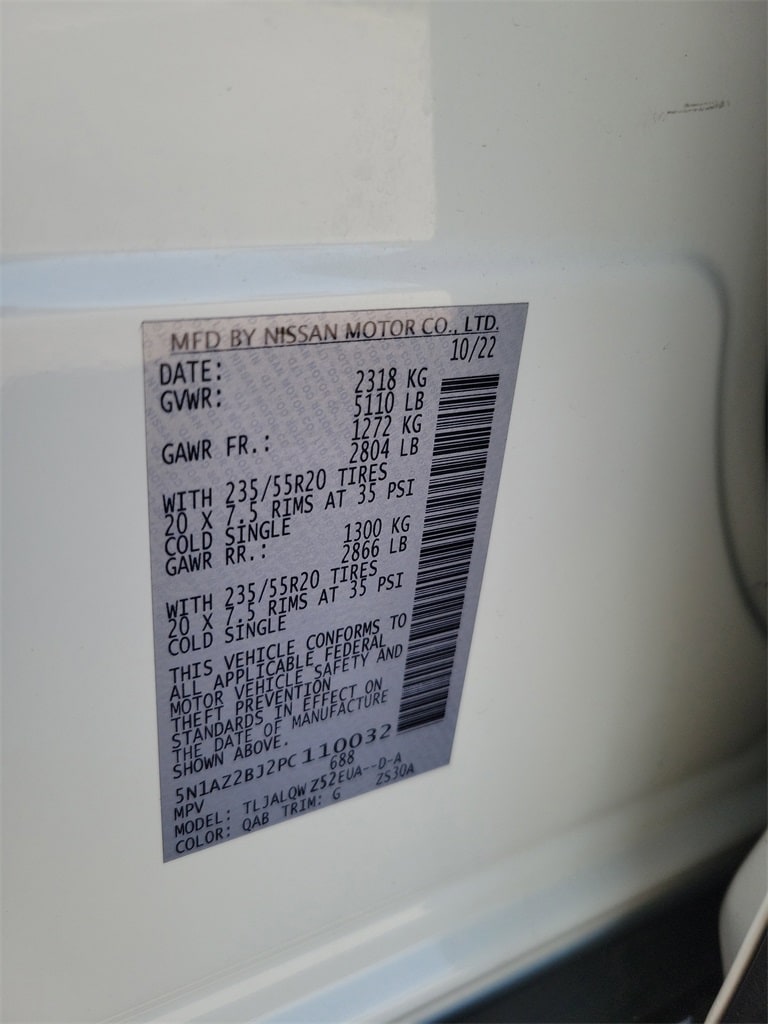 MFD BY NISSAN MOTOR CO., LTD.
DATE: 10/22
GVWR: 2318 KG
5110 LB
GAWR FR.: 1272 KG
2804 LB
WITH 235/55R20 TIRES
20 X 7.5 RIMS AT 35 PSI
COLD SINGLE
GAWR RR.: 1300 KG
2866 LB
WITH 235/55R20 TIRES
20 X 7.5 RIMS AT 35 PSI
COLD SINGLE
THIS VEHICLE CONFORMS TO
ALL APPLICABLE FEDERAL
MOTOR VEHICLE SAFETY AND
THEFT PREVENTION
STANDARDS IN EFFECT ON
THE DATE OF MANUFACTURE
SHOWN ABOVE.
5N1AZ2BJ2PC110032
MPV 688
MODEL: TLJALQWZ52EUA--D-A
COLOR: QAB TRIM: G ZS30A